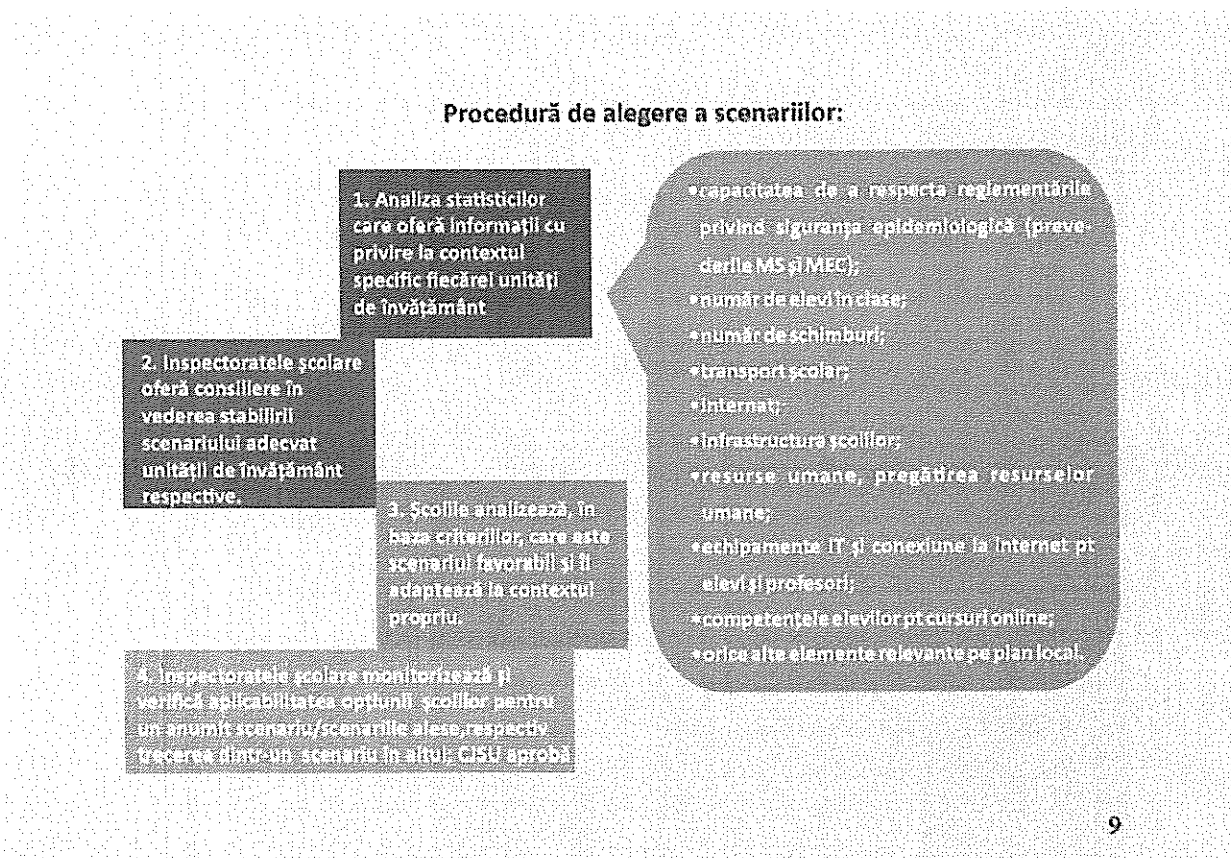 Procedură de alegere a scenariilor:
1. Analiza statisticilor
care oferă informații cu
privire la contextul
specific fiecărei unități
de învățământ
2. Inspectoratele școlare
oferă consiliere în
vederea stabilirii
scenariului adecvat
unității de învățământ
respective.
3. Școlile analizează, în
baza criteriilor, care este
scenariul favorabil si îl
adaptează la contextul
propriu.
4. Inspectoratele școlare monitorizează și
verifică aplicabilitatea opțiunii școlilor pentru
un anumit scenariu/scenariile alese,respectiv
trecerea dintr-un scenariu în altul; CJSU aprobă
•capacitatea de a respecta reglementările
privind siguranța epidemiologică (preve-
derile MS și MEC);
•număr de elevi în clase;
•număr de schimburi;
•transport școlar;
•internat;
•infrastructura școlilor;
•resurse umane, pregătirea resurselor
umane;
•echipamente IT și conexiune la internet pt
elevi și profesori;
•competențele elevilor pt cursuri online;
•orice alte elemente relevante pe plan local.
9